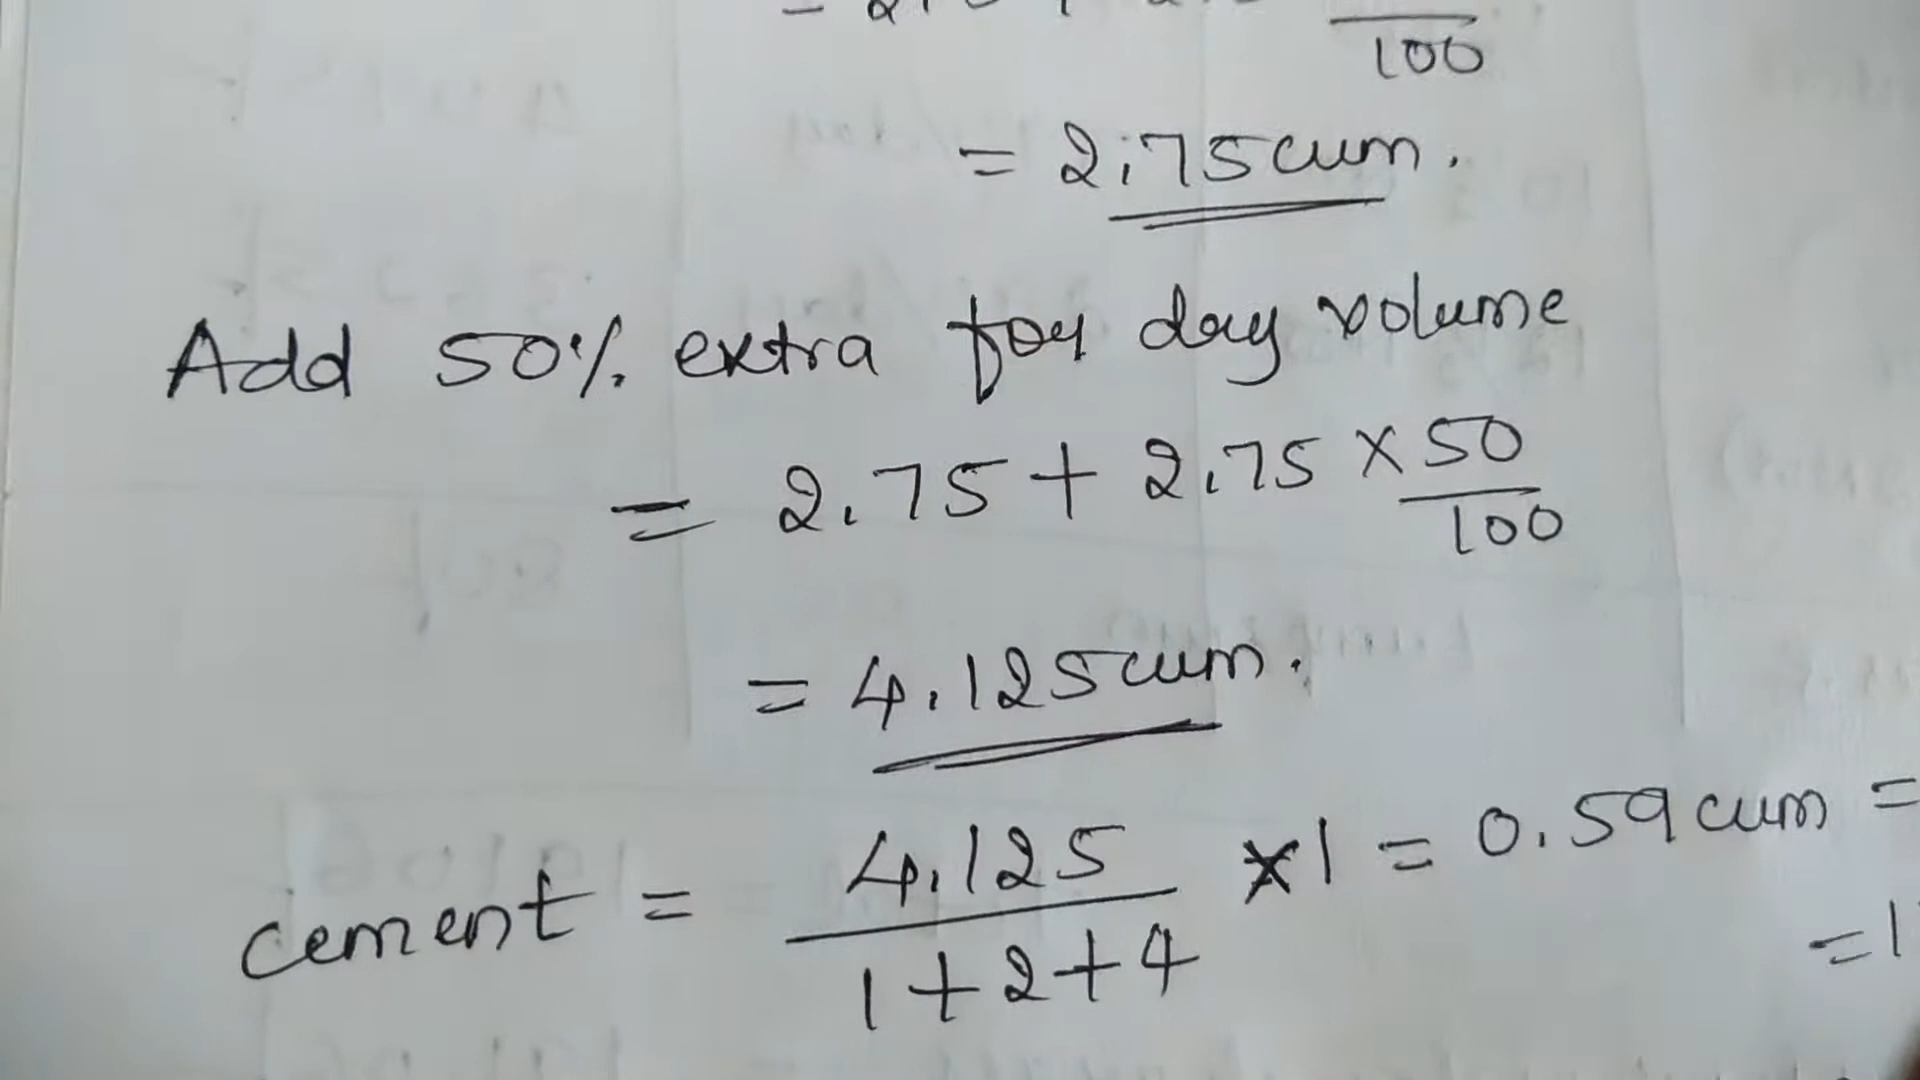 100
= 2.75 cum.
Add 50% extra for day volume
= 2.75 + 2.75 × 50
100
= 4.125 cum.
cement = 4.125 × 1 = 0.59 cum =
1+2+4
= 1